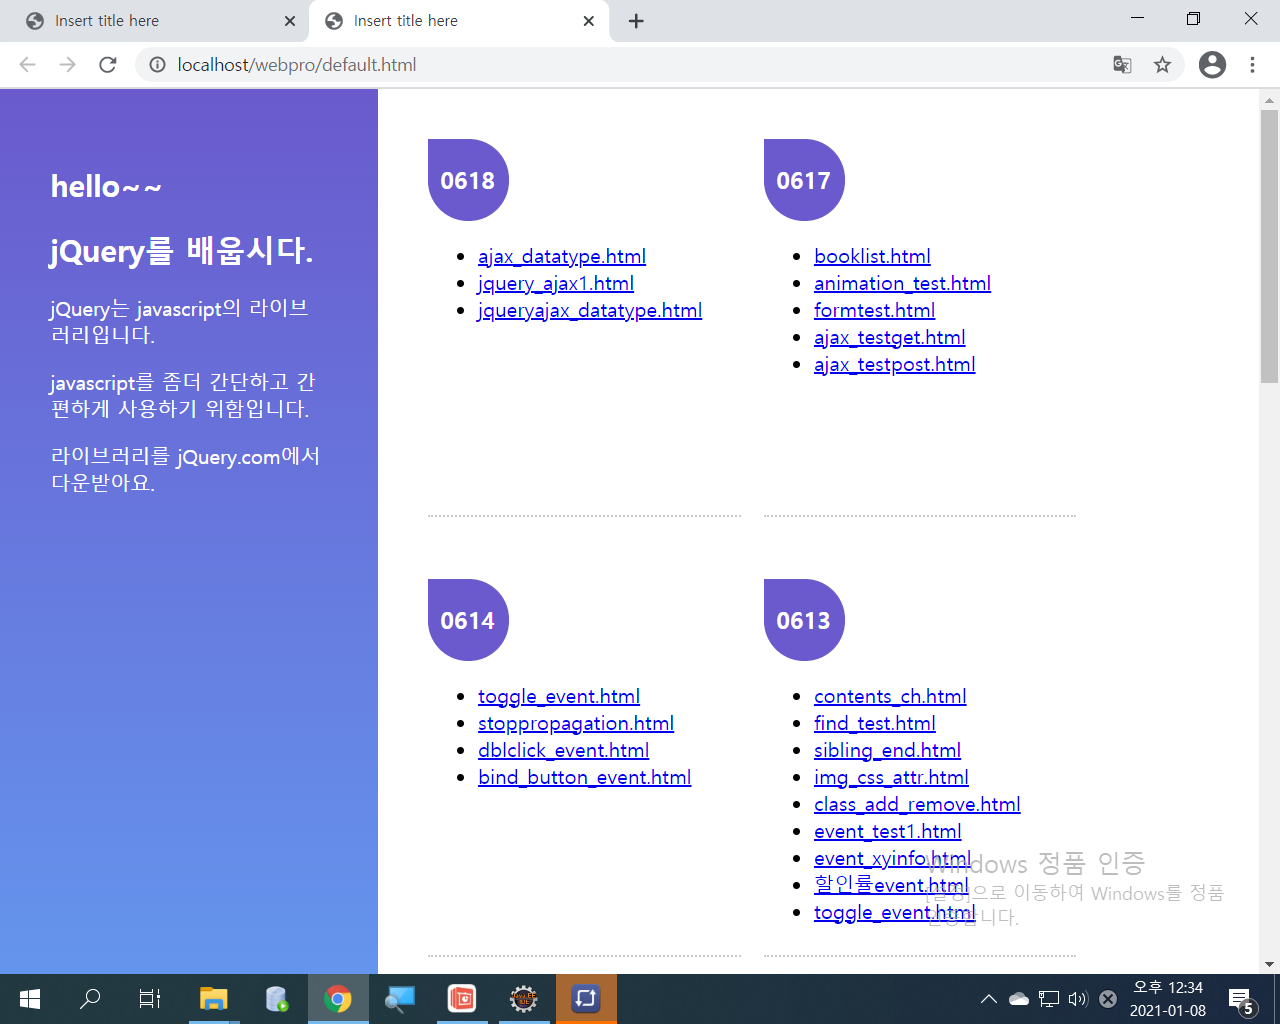 Insert title here
Insert title here
localhost/webpro/default.html
hello~~
jQuery를 배웁시다.
jQuery는 javascript의 라이브
러리입니다.
javascript를 좀더 간단하고 간
편하게 사용하기 위함입니다.
라이브러리를 jQuery.com에서
다운받아요.
0618
ajax_datatype.html
jquery_ajax1.html
jqueryajax_datatype.html
0617
booklist.html
animation_test.html
formtest.html
ajax_testget.html
ajax_testpost.html
0614
toggle_event.html
stoppropagation.html
dblclick_event.html
bind_button_event.html
0613
contents_ch.html
find_test.html
sibling_end.html
img_css_attr.html
class_add_remove.html
event_test1.html
event_xyinfo.html
할인률event.html
toggle_event.html
Windows 정품 인증
[설정]으로 이동하여 Windows를 정품
인증합니다.
오후 12:34
2021-01-08
5